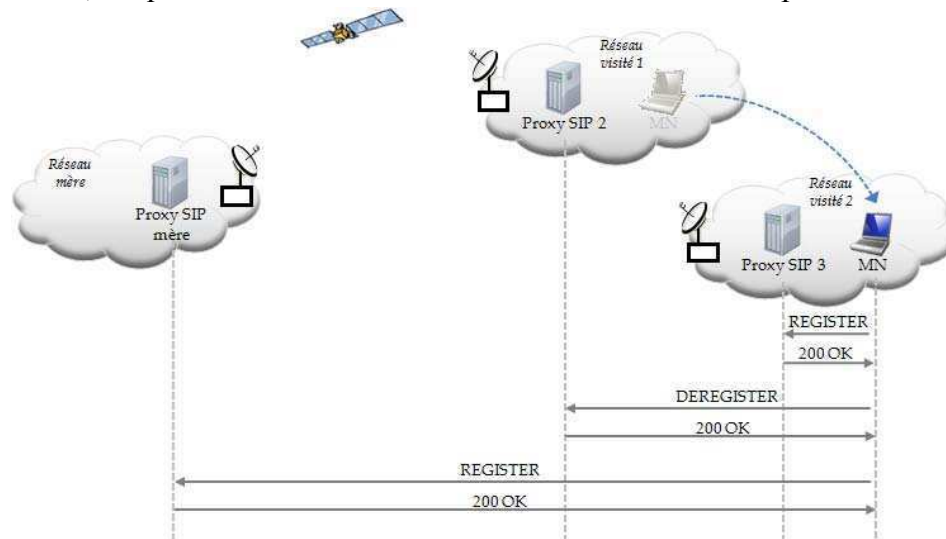 Réseau
visité 1
Proxy SIP 2
MN
Réseau
mère
Proxy SIP
mère
Réseau
visité 2
Proxy SIP 3
MN
REGISTER
200 OK
DEREGISTER
200 OK
REGISTER
200 OK